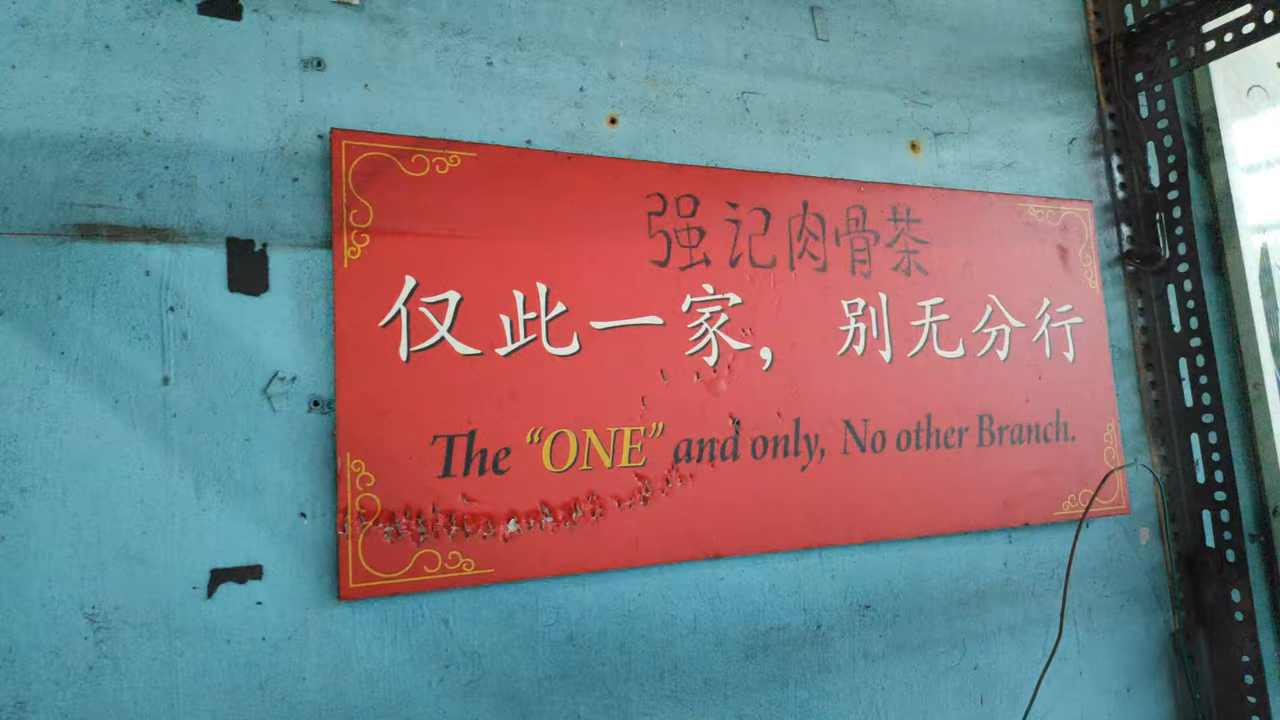 强记肉骨茶
仅此一家，别无分行
The “ONE” and only, No other Branch.